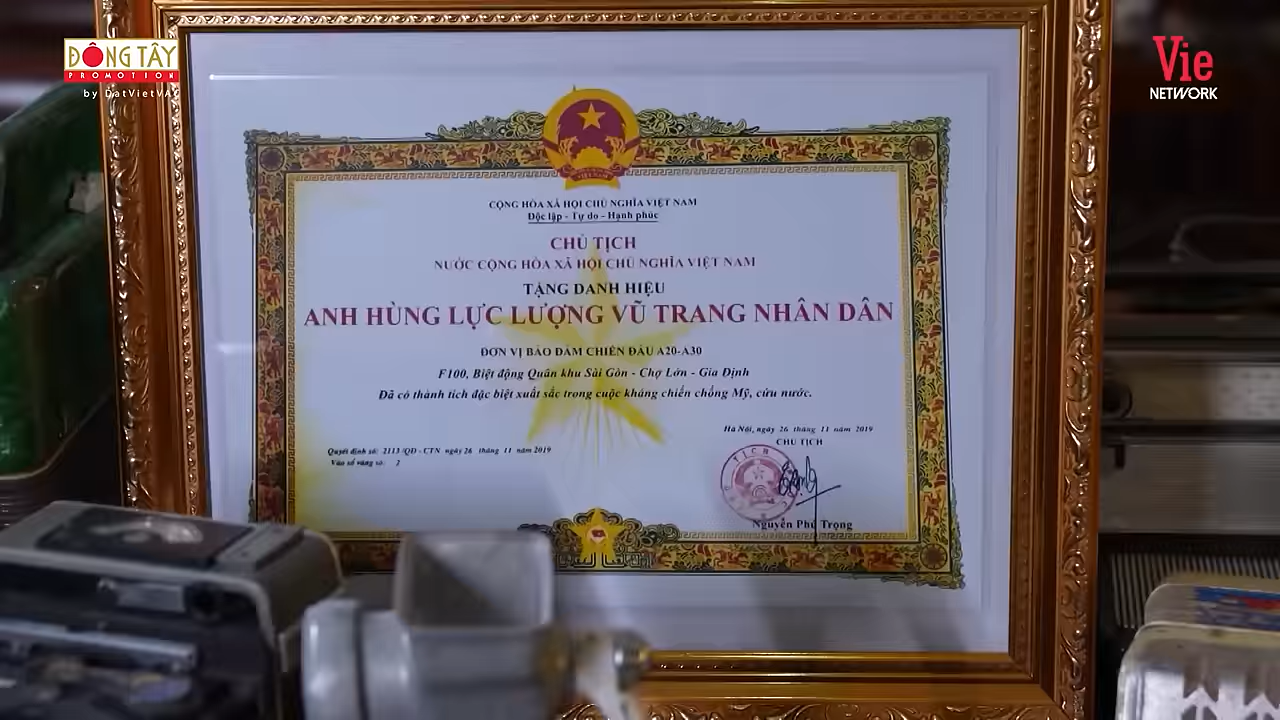 ĐÔNG TÂY
PROMOTION
by DatVietVAC
Vie
NETWORK
VIỆT NAM
CỘNG HÒA XÃ HỘI CHỦ NGHĨA VIỆT NAM
Độc lập - Tự do - Hạnh phúc
CHỦ TỊCH
NƯỚC CỘNG HÒA XÃ HỘI CHỦ NGHĨA VIỆT NAM
TẶNG DANH HIỆU
ANH HÙNG LỰC LƯỢNG VŨ TRANG NHÂN DÂN
ĐƠN VỊ BẢO ĐẢM CHIẾN ĐẤU A20-A30
F100, Biệt động Quân khu Sài Gòn - Chợ Lớn - Gia Định
Đã có thành tích đặc biệt xuất sắc trong cuộc kháng chiến chống Mỹ, cứu nước.
Hà Nội, ngày 26 tháng 11 năm 2019
CHỦ TỊCH
Quyết định số: 2113 /QĐ - CTN ngày 26 tháng 11 năm 2019
Vào sổ vàng số: 2
TỊCH
Nguyễn Phú Trọng